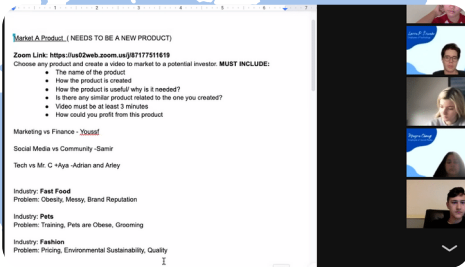 Market A Product ( NEEDS TO BE A NEW PRODUCT)
Zoom Link: https://us02web.zoom.us/j/87177511619
Choose any product and create a video to market to a potential investor. MUST INCLUDE:
● The name of the product
● How the product is created
● How the product is useful/ why is it needed?
● Is there any similar product related to the one you created?
● Video must be at least 3 minutes
● How could you profit from this product
Marketing vs Finance - Youssf
Social Media vs Community -Samir
Tech vs Mr. C +Aya -Adrian and Arley
Industry: Fast Food
Problem: Obesity, Messy, Brand Reputation
Industry: Pets
Problem: Training, Pets are Obese, Grooming
Industry: Fashion
Problem: Pricing, Environmental Sustainability, Quality